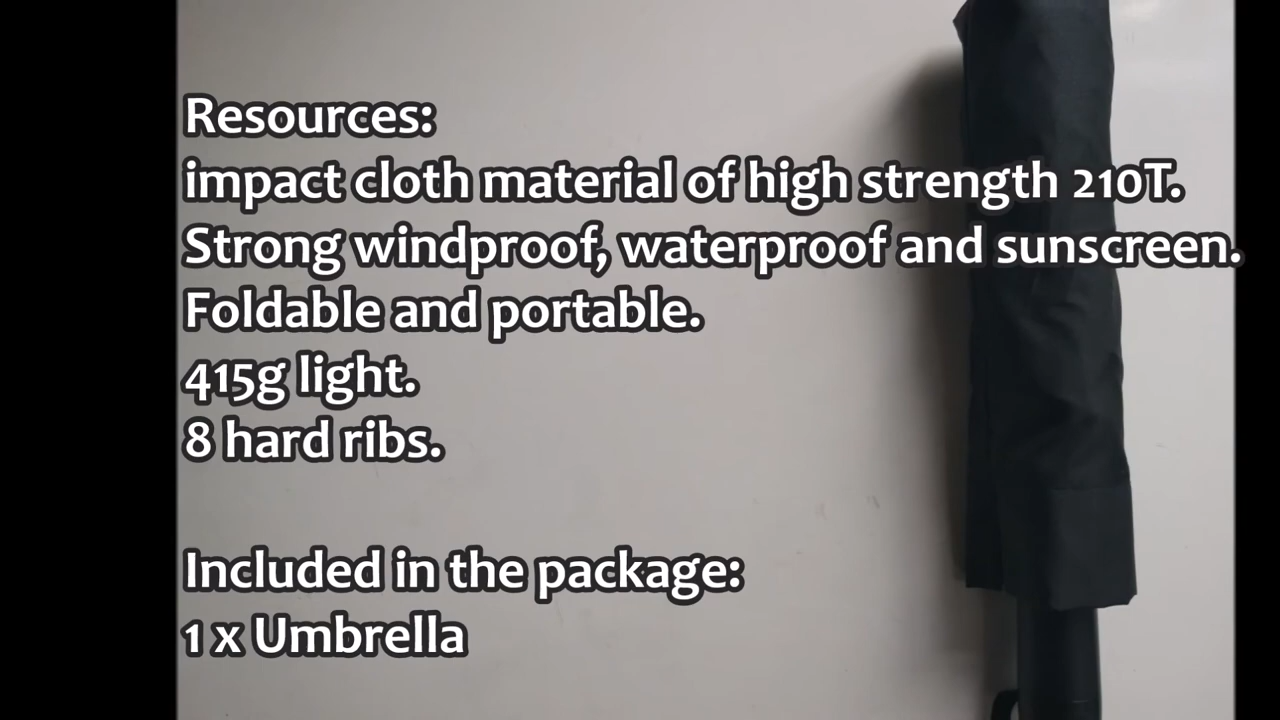 Resources:
impact cloth material of high strength 210T.
Strong windproof, waterproof and sunscreen.
Foldable and portable.
415g light.
8 hard ribs.
Included in the package:
1 x Umbrella